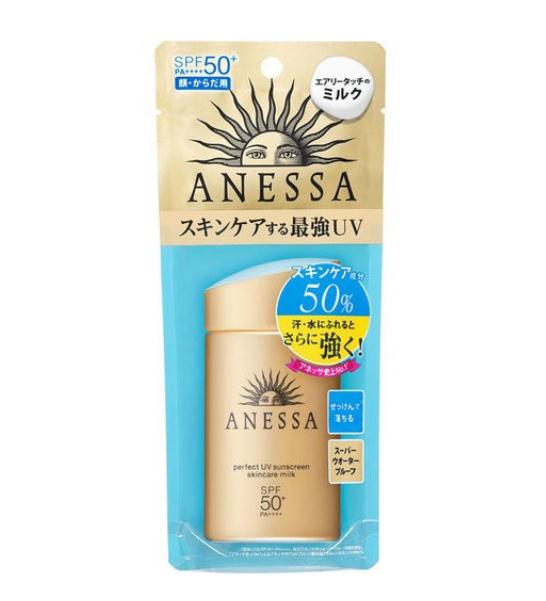 SPF50+
PA++++
顔・からだ用
エアリータッチの
ミルク
ANESSA
スキンケアする最強UV
スキンケア成分
50%
汗・水にふれると
さらに強く!
アネッサ史上No.1
ANESSA
せっけんで
落ちる
perfect UV sunscreen
skincare milk
スーパー
ウオーター
プルーフ
SPF
50+
PA++++